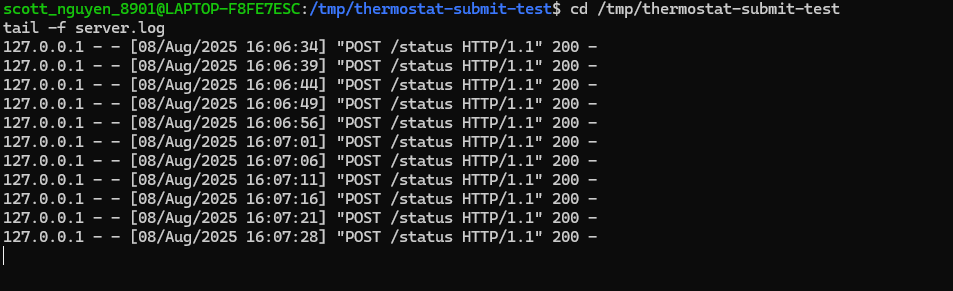 scott_nguyen_8901@LAPTOP-F8FE7ESC:/tmp/thermostat-submit-test$ cd /tmp/thermostat-submit-test
tail -f server.log
127.0.0.1 - - [08/Aug/2025 16:06:34] "POST /status HTTP/1.1" 200 -
127.0.0.1 - - [08/Aug/2025 16:06:39] "POST /status HTTP/1.1" 200 -
127.0.0.1 - - [08/Aug/2025 16:06:44] "POST /status HTTP/1.1" 200 -
127.0.0.1 - - [08/Aug/2025 16:06:49] "POST /status HTTP/1.1" 200 -
127.0.0.1 - - [08/Aug/2025 16:06:56] "POST /status HTTP/1.1" 200 -
127.0.0.1 - - [08/Aug/2025 16:07:01] "POST /status HTTP/1.1" 200 -
127.0.0.1 - - [08/Aug/2025 16:07:06] "POST /status HTTP/1.1" 200 -
127.0.0.1 - - [08/Aug/2025 16:07:11] "POST /status HTTP/1.1" 200 -
127.0.0.1 - - [08/Aug/2025 16:07:16] "POST /status HTTP/1.1" 200 -
127.0.0.1 - - [08/Aug/2025 16:07:21] "POST /status HTTP/1.1" 200 -
127.0.0.1 - - [08/Aug/2025 16:07:28] "POST /status HTTP/1.1" 200 -